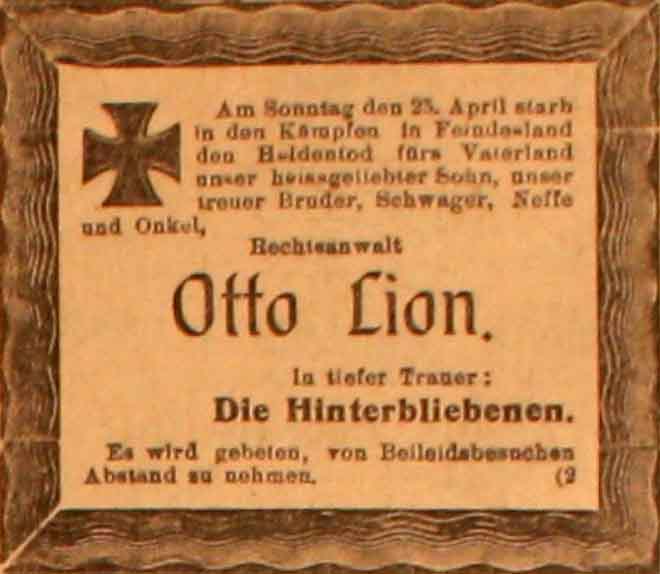 Am Sonntag den 25. April starb
in den Kämpfen in Feindesland
den Heldentod fürs Vaterland
unser heissgeliebter Sohn, unser
treuer Bruder, Schwager, Neffe
und Onkel,
Rechtsanwalt
Otto Lion.
In tiefer Trauer:
Die Hinterbliebenen.
Es wird gebeten, von Beileidsbesuchen
Abstand zu nehmen. (2